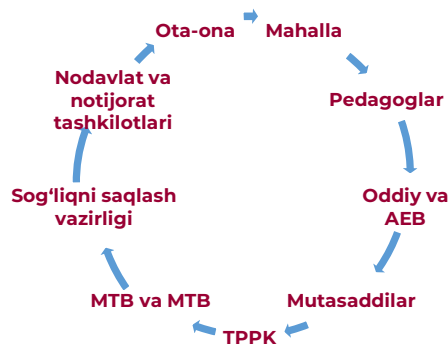 Ota-ona
Mahalla
Pedagoglar
Oddiy va
AEB
Mutasaddilar
TPPK
MTB va MTB
Sog‘liqni saqlash
vazirligi
Nodavlat va
notijorat
tashkilotlari